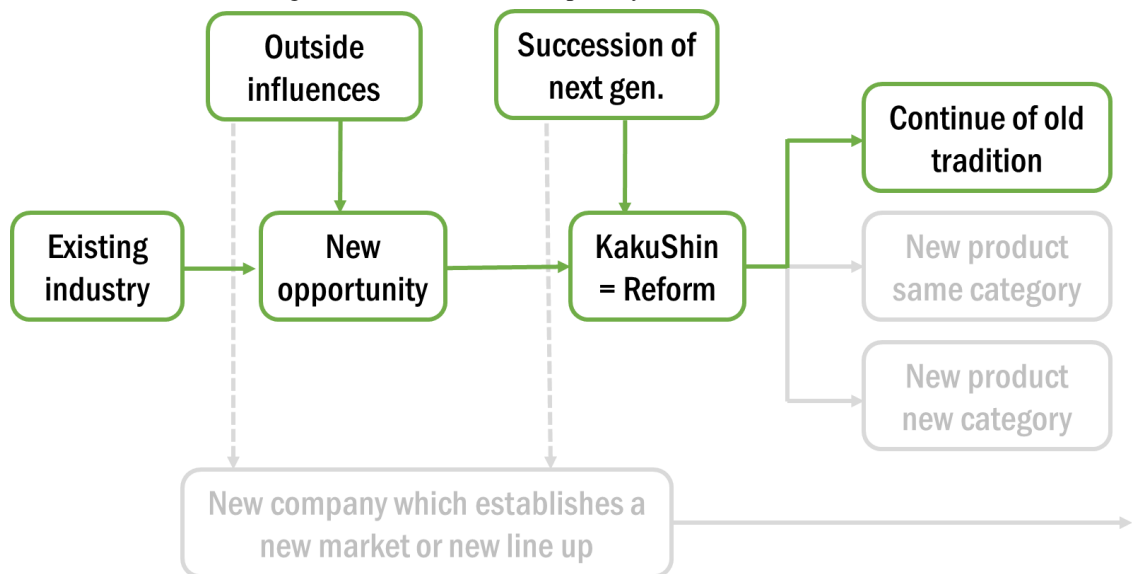 Outside
influences
Succession of
next gen.
Continue of old
tradition
Existing
industry
New
opportunity
KakuShin
= Reform
New product
same category
New product
new category
New company which establishes a
new market or new line up